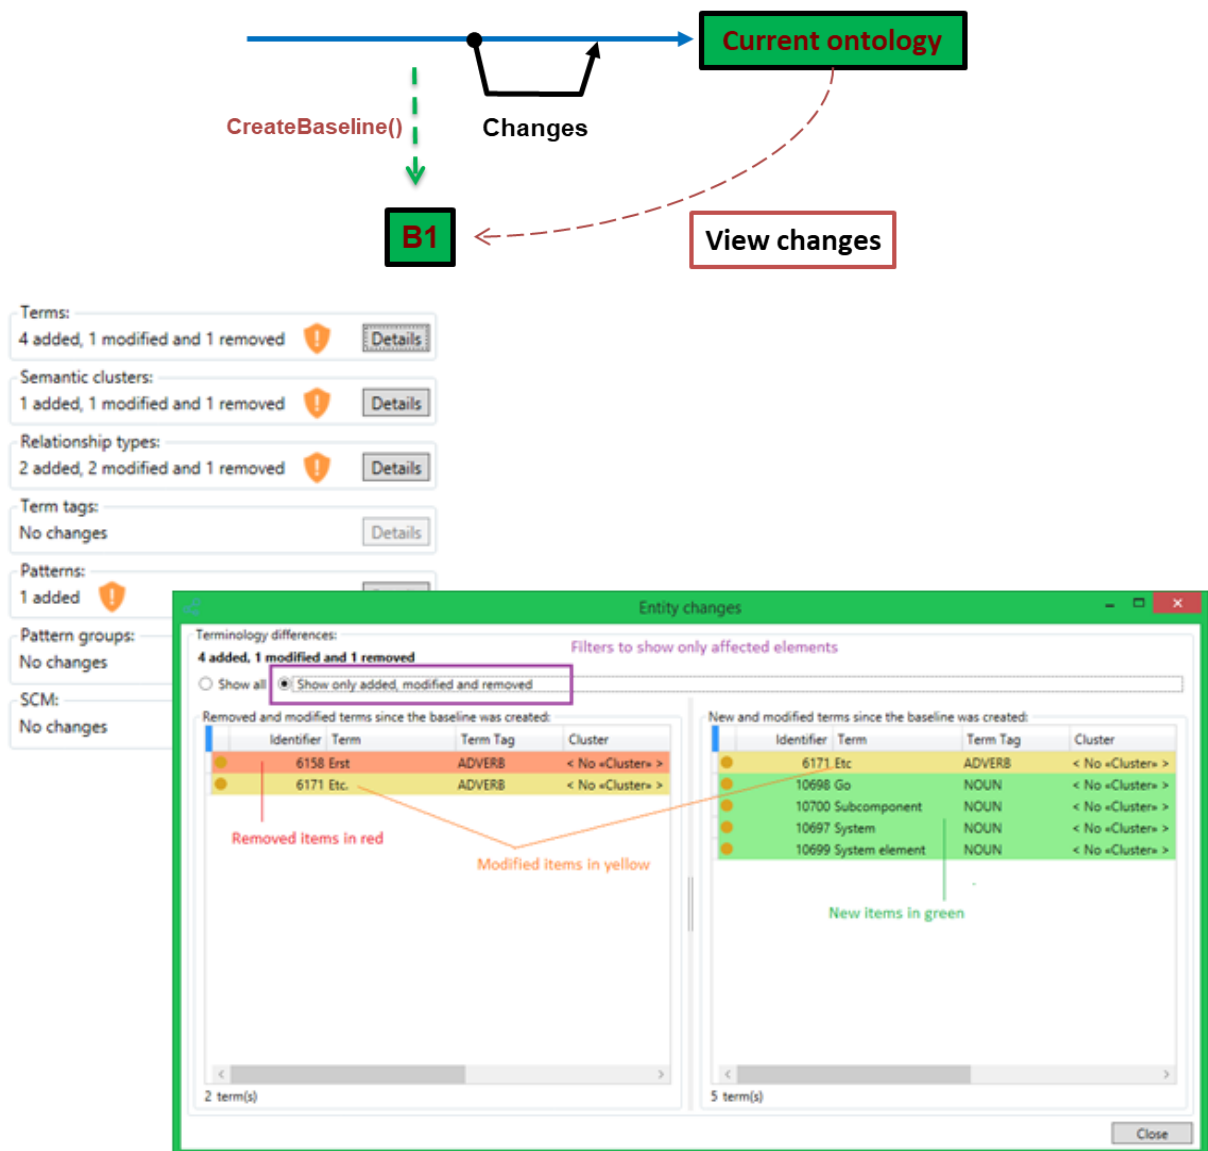 Current ontology
CreateBaseline()
Changes
B1
View changes
Terms:
4 added, 1 modified and 1 removed
Details
Semantic clusters:
1 added, 1 modified and 1 removed
Details
Relationship types:
2 added, 2 modified and 1 removed
Details
Term tags:
No changes
Details
Patterns:
1 added
Pattern groups:
No changes
SCM:
No changes
Entity changes
Terminology differences:
4 added, 1 modified and 1 removed
Filters to show only affected elements
Show all
Show only added, modified and removed
Removed and modified terms since the baseline was created:
Identifier Term Term Tag Cluster
6158 Erst ADVERB < No «Cluster» >
6171 Etc. ADVERB < No «Cluster» >
Removed items in red
Modified items in yellow
2 term(s)
New and modified terms since the baseline was created:
Identifier Term Term Tag Cluster
6171 Etc ADVERB < No «Cluster» >
10698 Go NOUN < No «Cluster» >
10700 Subcomponent NOUN < No «Cluster» >
10697 System NOUN < No «Cluster» >
10699 System element NOUN < No «Cluster» >
New items in green
5 term(s)
Close